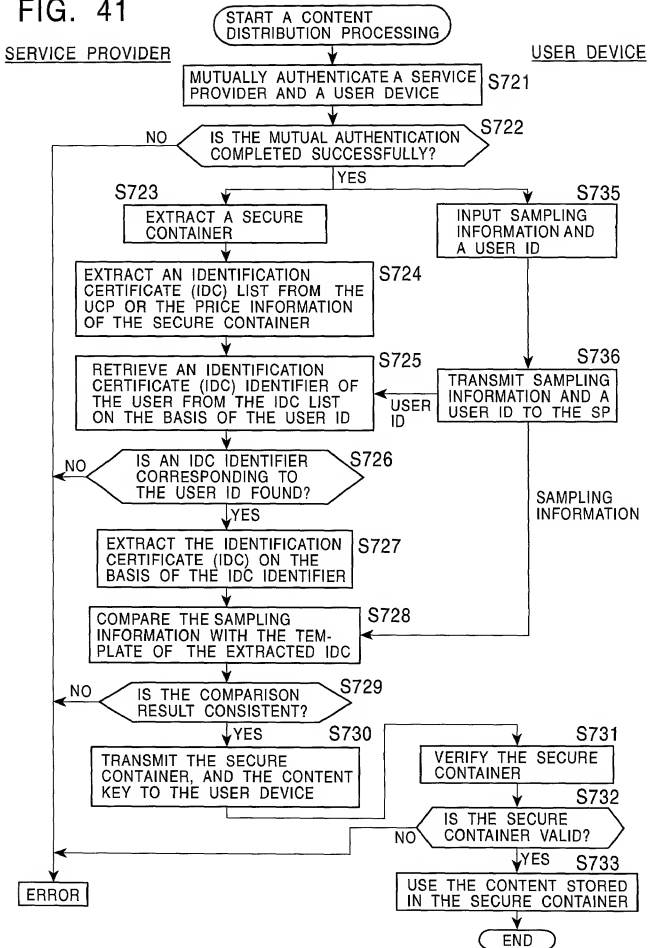 FIG. 41
START A CONTENT
DISTRIBUTION PROCESSING
SERVICE PROVIDER
USER DEVICE
MUTUALLY AUTHENTICATE A SERVICE
PROVIDER AND A USER DEVICE
S721
IS THE MUTUAL AUTHENTICATION
COMPLETED SUCCESSFULLY?
S722
NO
YES
S723
EXTRACT A SECURE
CONTAINER
S735
INPUT SAMPLING
INFORMATION AND
A USER ID
EXTRACT AN IDENTIFICATION
CERTIFICATE (IDC) LIST FROM THE
UCP OR THE PRICE INFORMATION
OF THE SECURE CONTAINER
S724
RETRIEVE AN IDENTIFICATION
CERTIFICATE (IDC) IDENTIFIER OF
THE USER FROM THE IDC LIST
ON THE BASIS OF THE USER ID
S725
S736
TRANSMIT SAMPLING
INFORMATION AND A
USER ID TO THE SP
USER
ID
IS AN IDC IDENTIFIER
CORRESPONDING TO
THE USER ID FOUND?
S726
NO
YES
SAMPLING
INFORMATION
EXTRACT THE IDENTIFICATION
CERTIFICATE (IDC) ON THE
BASIS OF THE IDC IDENTIFIER
S727
COMPARE THE SAMPLING
INFORMATION WITH THE TEM-
PLATE OF THE EXTRACTED IDC
S728
IS THE COMPARISON
RESULT CONSISTENT?
S729
NO
YES
S730
TRANSMIT THE SECURE
CONTAINER, AND THE CONTENT
KEY TO THE USER DEVICE
S731
VERIFY THE SECURE
CONTAINER
S732
IS THE SECURE
CONTAINER VALID?
NO
YES
S733
USE THE CONTENT STORED
IN THE SECURE CONTAINER
ERROR
END